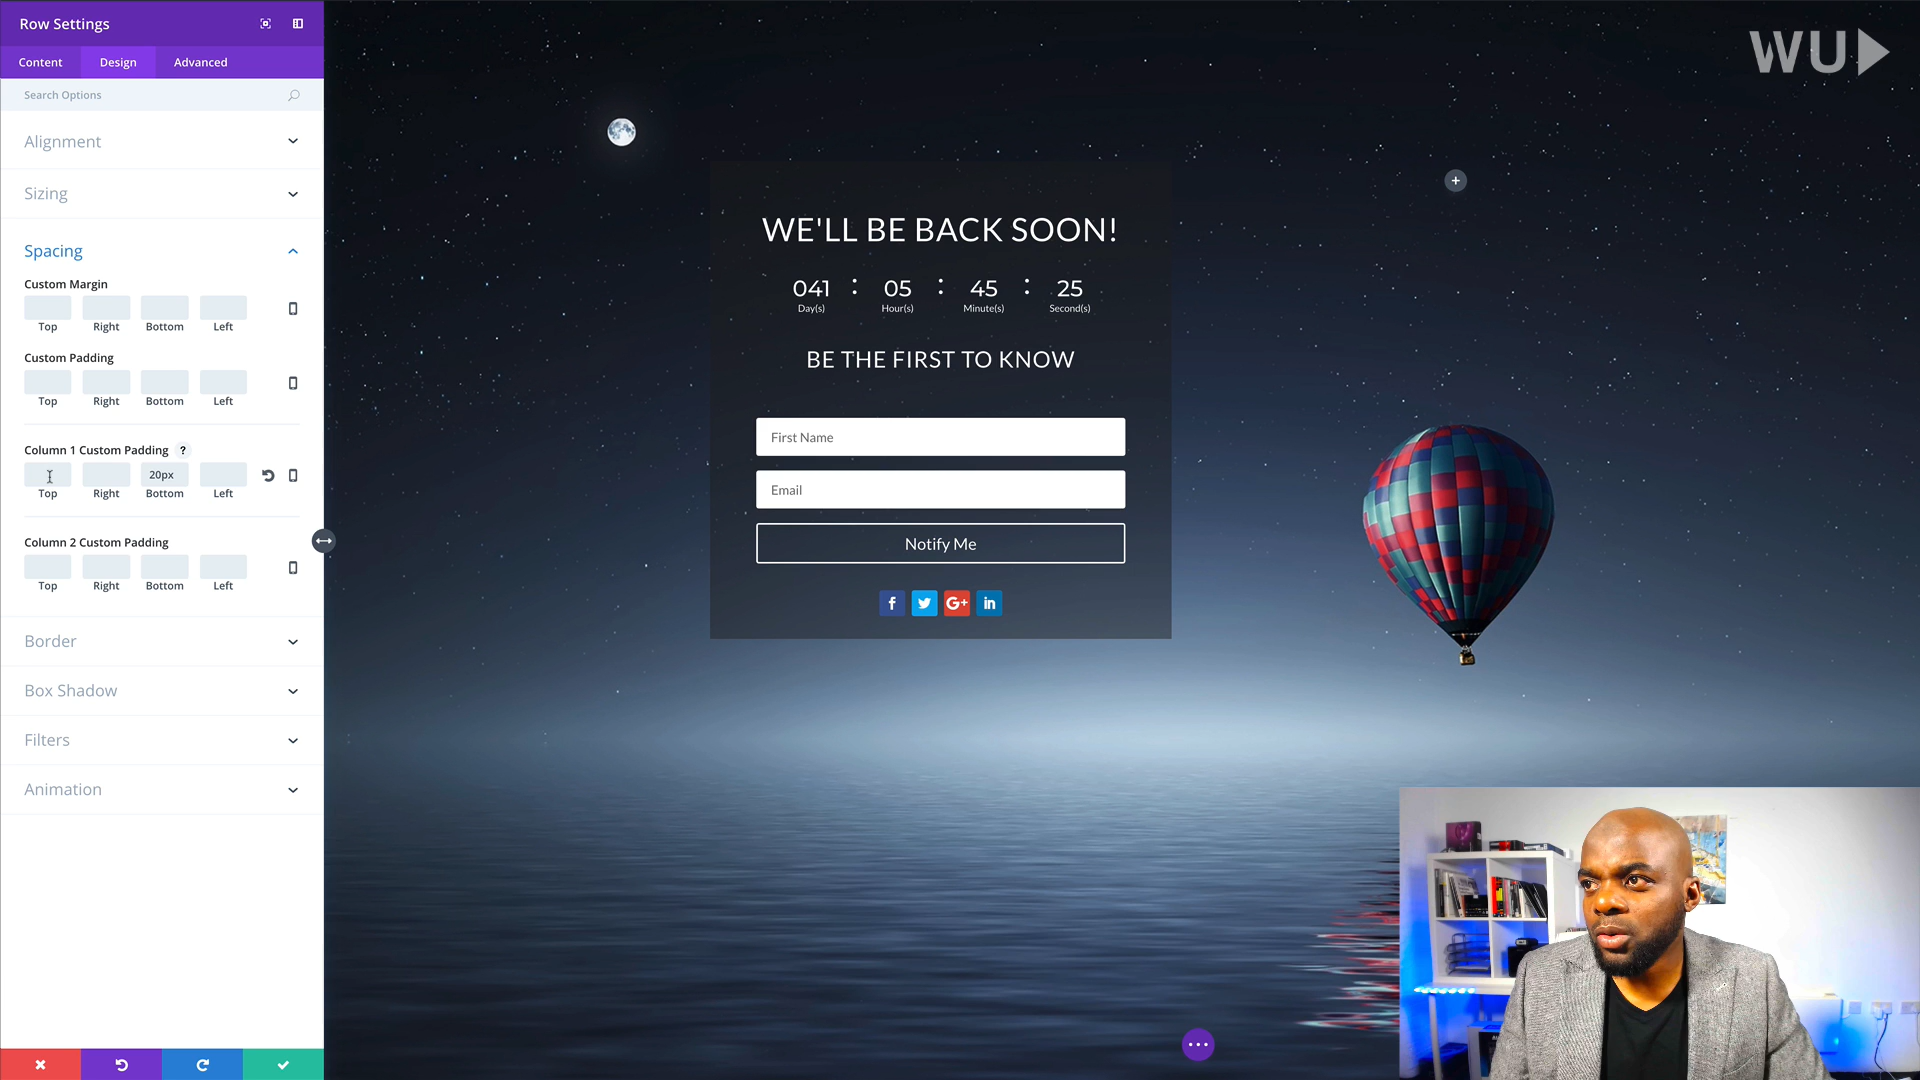 Row Settings
Content Design Advanced
Search Options
Alignment
Sizing
Spacing
Custom Margin
Top Right Bottom Left
Custom Padding
Top Right Bottom Left
Column 1 Custom Padding ?
20px
Top Right Bottom Left
Column 2 Custom Padding
Top Right Bottom Left
Border
Box Shadow
Filters
Animation
WU
WE'LL BE BACK SOON!
041 : 05 : 45 : 25
Day(s) Hour(s) Minute(s) Second(s)
BE THE FIRST TO KNOW
First Name
Email
Notify Me
f G+ in